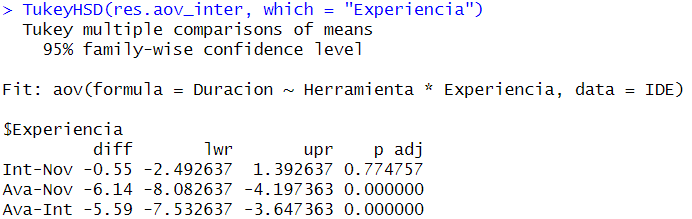 > TukeyHSD(res.aov_inter, which = "Experiencia")
  Tukey multiple comparisons of means
    95% family-wise confidence level

Fit: aov(formula = Duracion ~ Herramienta * Experiencia, data = IDE)

$Experiencia
         diff       lwr       upr    p adj
Int-Nov -0.55 -2.492637  1.392637 0.774757
Ava-Nov -6.14 -8.082637 -4.197363 0.000000
Ava-Int -5.59 -7.532637 -3.647363 0.000000